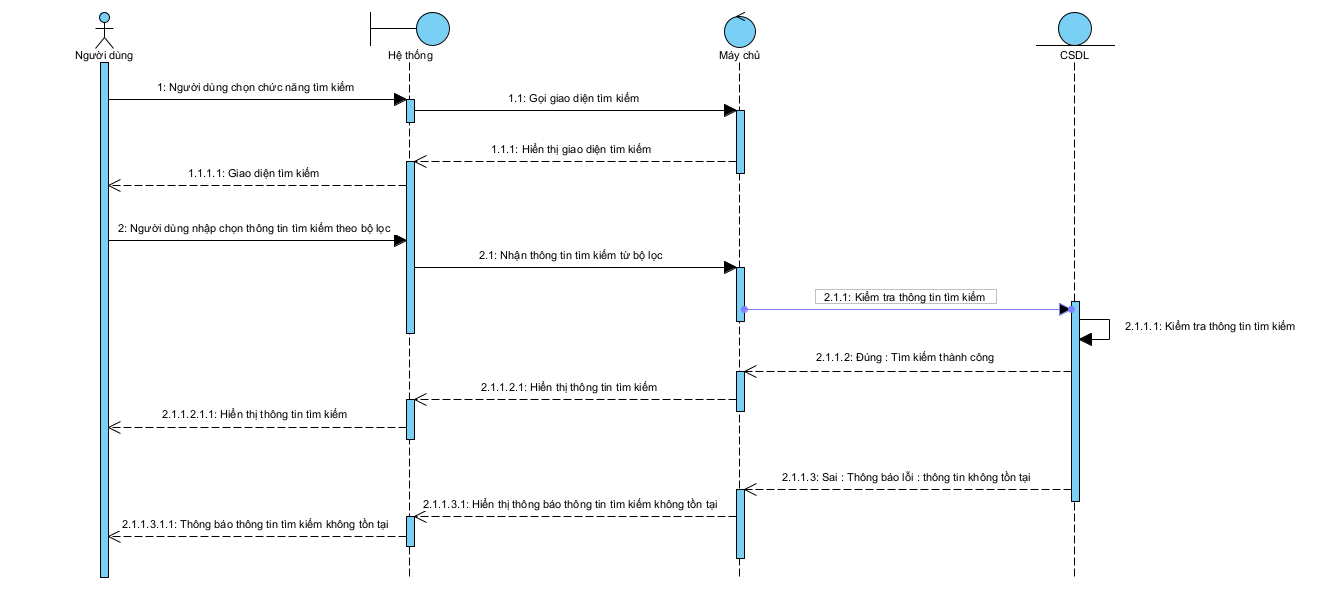 Người dùng
Hệ thống
Máy chủ
CSDL
1: Người dùng chọn chức năng tìm kiếm
1.1: Gọi giao diện tìm kiếm
1.1.1: Hiển thị giao diện tìm kiếm
1.1.1.1: Giao diện tìm kiếm
2: Người dùng nhập chọn thông tin tìm kiếm theo bộ lọc
2.1: Nhận thông tin tìm kiếm từ bộ lọc
2.1.1: Kiểm tra thông tin tìm kiếm
2.1.1.1: Kiểm tra thông tin tìm kiếm
2.1.1.2: Đúng : Tìm kiếm thành công
2.1.1.2.1: Hiển thị thông tin tìm kiếm
2.1.1.2.1.1: Hiển thị thông tin tìm kiếm
2.1.1.3: Sai : Thông báo lỗi : thông tin không tồn tại
2.1.1.3.1: Hiển thị thông báo thông tin tìm kiếm không tồn tại
2.1.1.3.1.1: Thông báo thông tin tìm kiếm không tồn tại